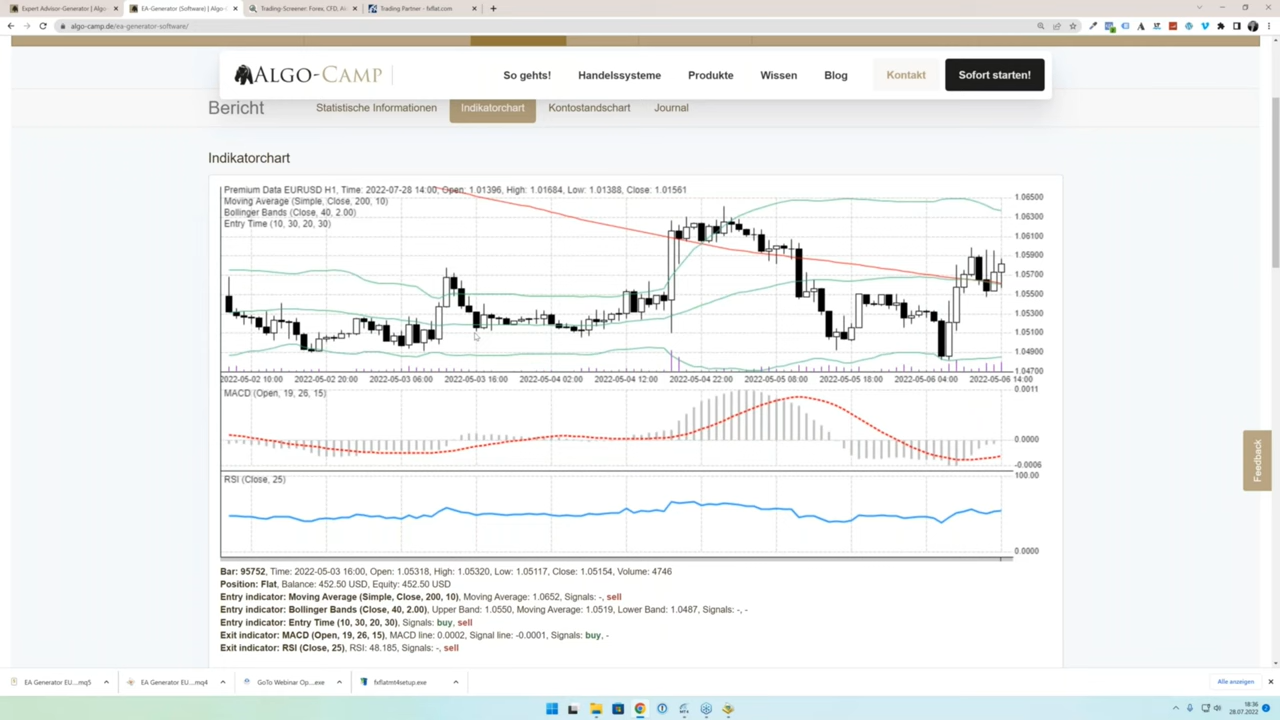 Expert Advisor-Generator | Algo-
EA-Generator (Software) | Algo-C
Trading-Screener: Forex, CFD, Ak
Trading Partner - fxflat.com
algo-camp.de/ea-generator-software/
ALGO-CAMP
So gehts!
Handelssysteme
Produkte
Wissen
Blog
Kontakt
Sofort starten!
Bericht
Statistische Informationen
Indikatorchart
Kontostandschart
Journal
Indikatorchart
Premium Data EURUSD H1, Time: 2022-07-28 14:00, Open: 1.01396, High: 1.01684, Low: 1.01388, Close: 1.01561
Moving Average (Simple, Close, 200, 10)
Bollinger Bands (Close, 40, 2.00)
Entry Time (10, 30, 20, 30)
1.06500
1.06300
1.06100
1.05900
1.05700
1.05500
1.05300
1.05100
1.04900
1.04700
2022-05-02 10:00
2022-05-02 20:00
2022-05-03 06:00
2022-05-03 16:00
2022-05-04 02:00
2022-05-04 12:00
2022-05-04 22:00
2022-05-05 08:00
2022-05-05 18:00
2022-05-06 04:00
2022-05-06 14:00
MACD (Open, 19, 26, 15)
0.0011
0.0000
-0.0006
RSI (Close, 25)
100.00
0.0000
Feedback
Bar: 95752, Time: 2022-05-03 16:00, Open: 1.05318, High: 1.05320, Low: 1.05117, Close: 1.05154, Volume: 4746
Position: Flat, Balance: 452.50 USD, Equity: 452.50 USD
Entry indicator: Moving Average (Simple, Close, 200, 10), Moving Average: 1.0652, Signals: -, sell
Entry indicator: Bollinger Bands (Close, 40, 2.00), Upper Band: 1.0550, Moving Average: 1.0519, Lower Band: 1.0487, Signals: -, -
Entry indicator: Entry Time (10, 30, 20, 30), Signals: buy, sell
Exit indicator: MACD (Open, 19, 26, 15), MACD line: 0.0002, Signal line: -0.0001, Signals: buy, -
Exit indicator: RSI (Close, 25), RSI: 48.185, Signals: -, sell
EA Generator EU....mq5
EA Generator EU....mq4
GoTo Webinar Op....exe
fxflatmt4setup.exe
Alle anzeigen
18:36
28.07.2022